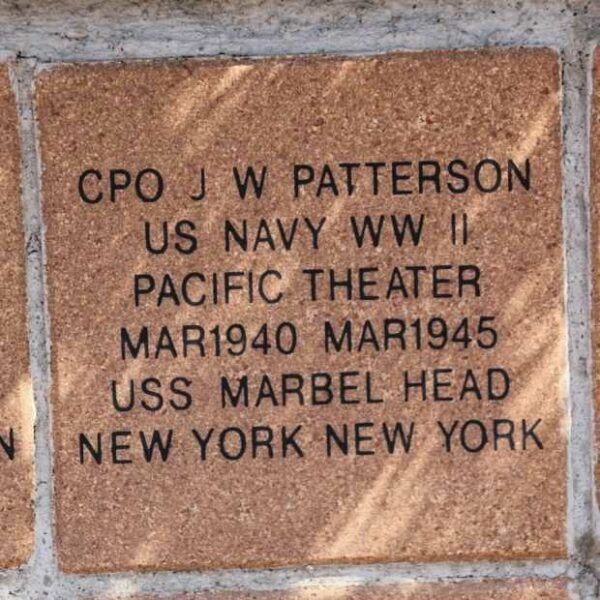 CPO J W PATTERSON
US NAVY WW II
PACIFIC THEATER
MAR1940 MAR1945
USS MARBEL HEAD
NEW YORK NEW YORK
N